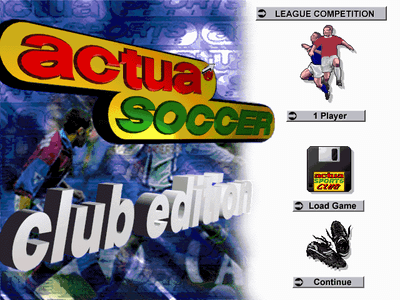 actua
SOCCER
club edition
LEAGUE COMPETITION
1 Player
actua
SPORTS
CLUB
Load Game
Continue